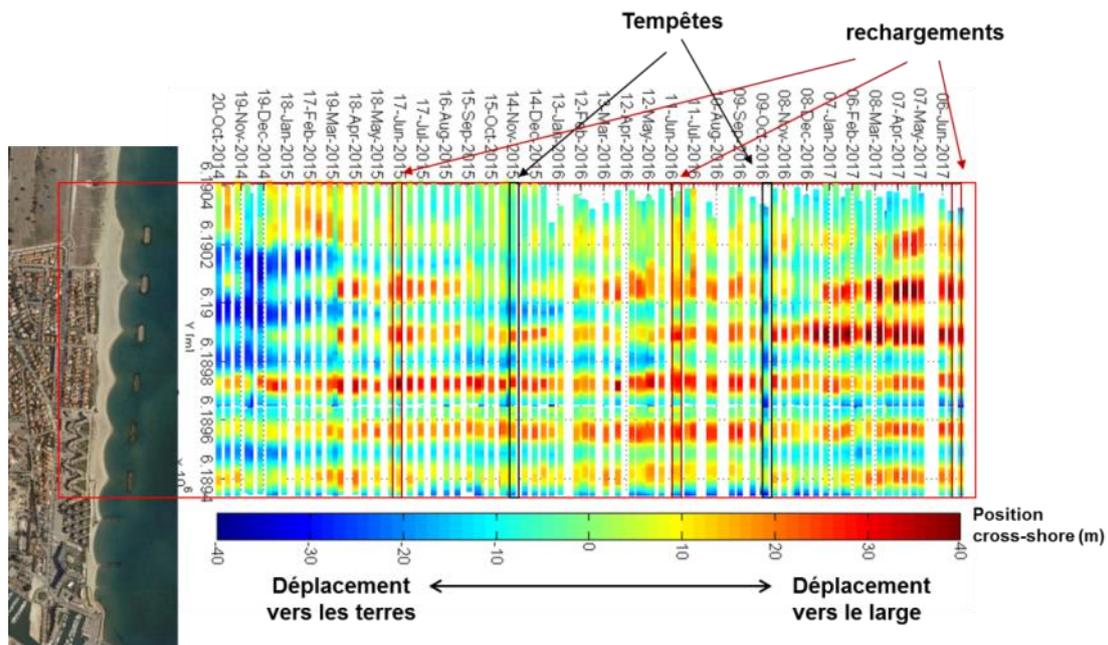 Tempêtes
rechargements
20-Oct-2014
19-Nov-2014
19-Dec-2014
18-Jan-2015
17-Feb-2015
19-Mar-2015
18-Apr-2015
18-May-2015
17-Jun-2015
17-Jul-2015
16-Aug-2015
15-Sep-2015
15-Oct-2015
14-Nov-2015
14-Dec-2015
13-Jan-2016
12-Feb-2016
13-Mar-2016
12-Apr-2016
12-May-2016
11-Jun-2016
11-Jul-2016
10-Aug-2016
09-Sep-2016
09-Oct-2016
08-Nov-2016
08-Dec-2016
07-Jan-2017
06-Feb-2017
08-Mar-2017
07-Apr-2017
07-May-2017
06-Jun-2017
6.1904
6.1902
6.19
6.1898
6.1896
6.1894
Y [m]
X 10^6
-40
-30
-20
-10
0
10
20
30
40
Position
cross-shore (m)
Déplacement
vers les terres
Déplacement
vers le large